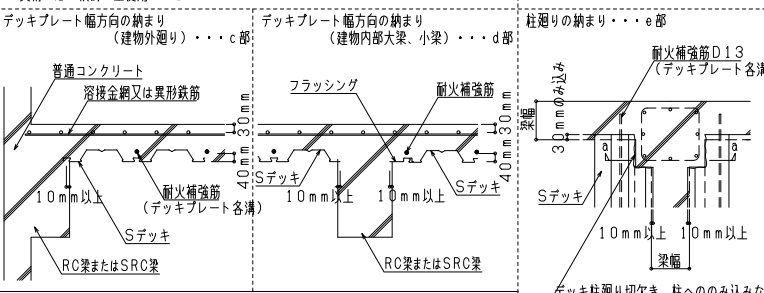 デッキプレート幅方向の納まり
(建物外廻り)・・・c部
普通コンクリート
溶接金網又は異形鉄筋
30mm
40mm
10mm以上
耐火補強筋
(デッキプレート各溝)
Sデッキ
RC梁またはSRC梁
デッキプレート幅方向の納まり
(建物内部大梁、小梁)・・・d部
フラッシング
耐火補強筋
30mm
40mm
Sデッキ
Sデッキ
10mm以上
10mm以上
RC梁またはSRC梁
柱廻りの納まり・・・e部
耐火補強筋D13
(デッキプレート各溝
梁幅
30mmのみ込み
a
a
Sデッキ
10mm以上
10mm以上
梁幅
デッキ柱廻り切欠き、柱へののみ込みな